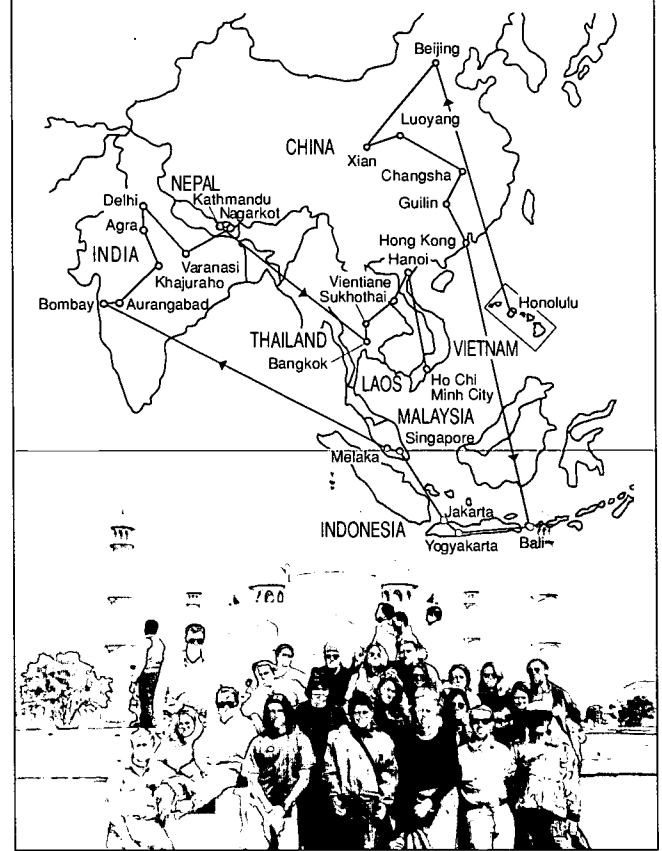 Beijing
Luoyang
CHINA
Xian
Changsha
NEPAL
Kathmandu
Delhi
Nagarkot
Guilin
Agra
Hong Kong
INDIA
Hanoi
Varanasi
Khajuraho
Vientiane
Sukhothai
Honolulu
Bombay
Aurangabad
THAILAND
VIETNAM
Bangkok
LAOS
Ho Chi
Minh City
MALAYSIA
Singapore
Melaka
Jakarta
INDONESIA
Yogyakarta
Bali